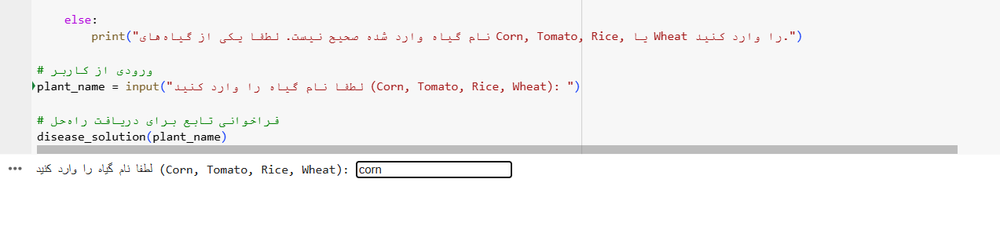 else:
print("نام گیاه وارد شده صحیح نیست. لطفا یکی از گیاه‌های Corn, Tomato, Rice, یا Wheat را وارد کنید.")
# ورودی از کاربر
plant_name = input("لطفا نام گیاه را وارد کنید (Corn, Tomato, Rice, Wheat): ")
# فراخوانی تابع برای دریافت راه‌حل
disease_solution(plant_name)
لطفا نام گیاه را وارد کنید (Corn, Tomato, Rice, Wheat): corn